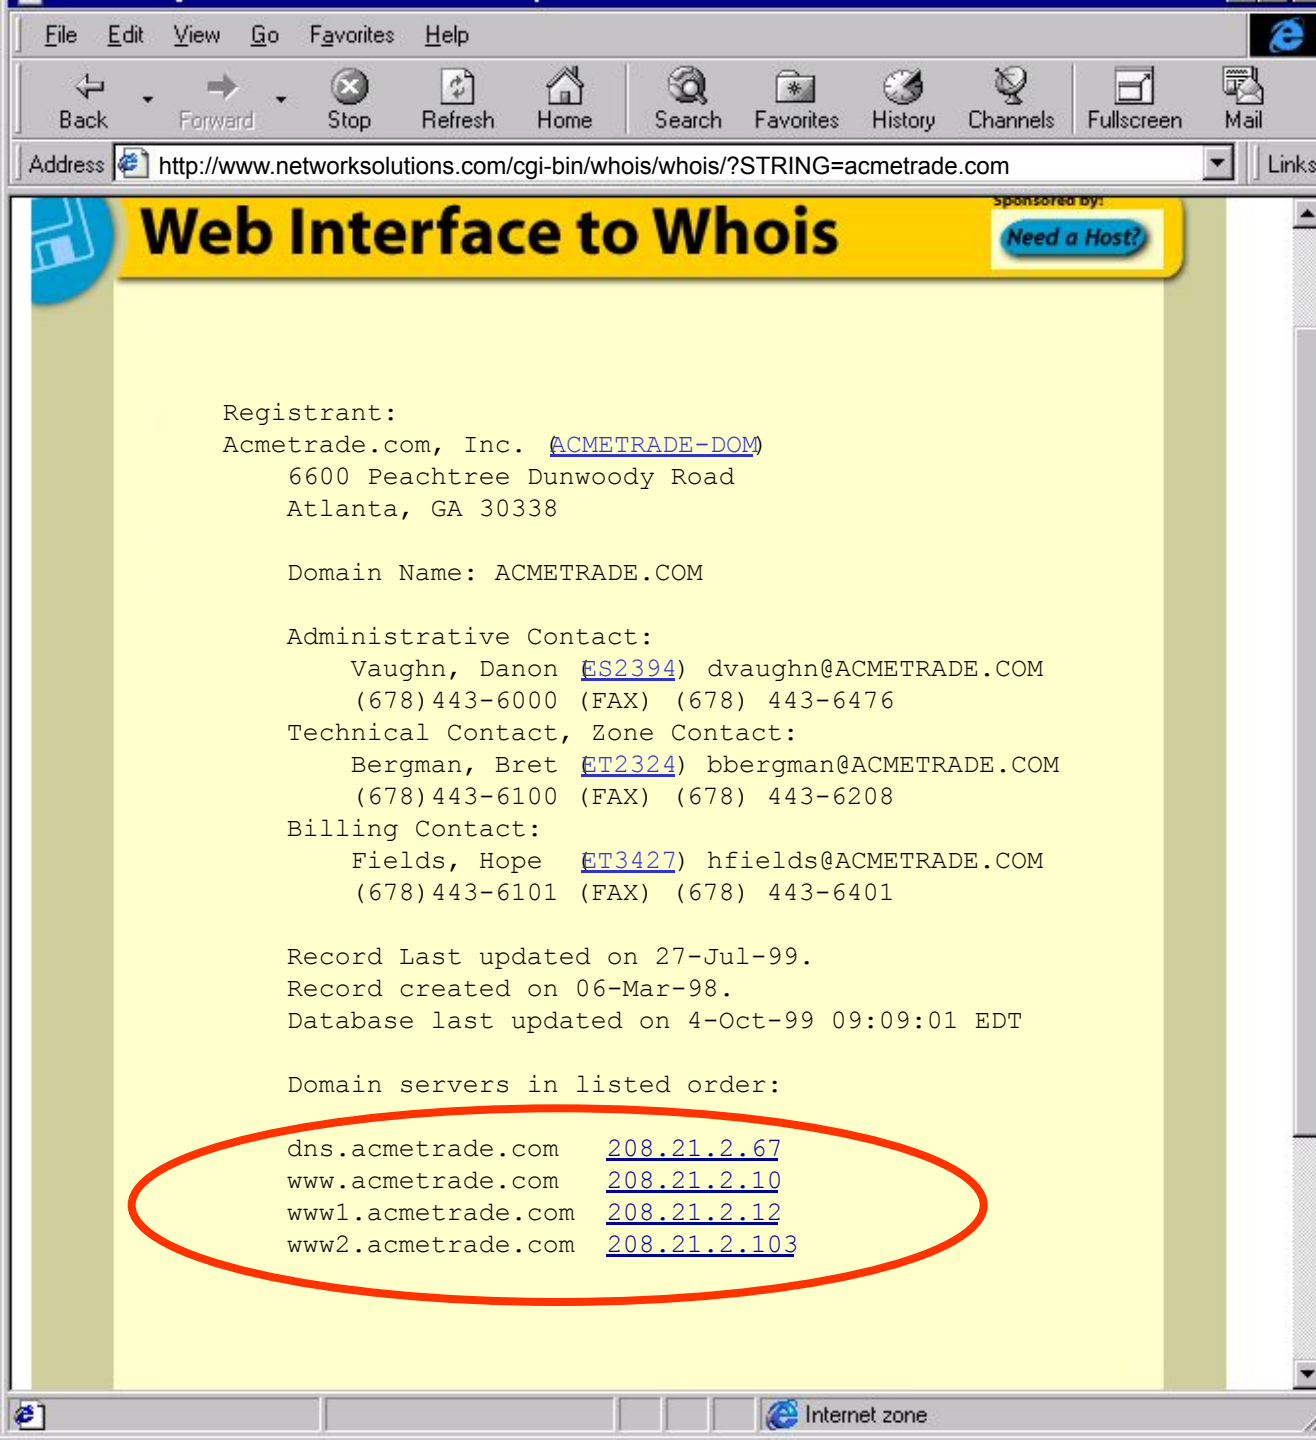 File Edit View Go Favorites Help
Back Forward Stop Refresh Home Search Favorites History Channels Fullscreen Mail
Address http://www.networksolutions.com/cgi-bin/whois/whois/?STRING=acmetrade.com Links
Sponsored by:
Web Interface to Whois
Need a Host?
Registrant:
Acmetrade.com, Inc. (ACMETRADE-DOM)
6600 Peachtree Dunwoody Road
Atlanta, GA 30338
Domain Name: ACMETRADE.COM
Administrative Contact:
Vaughn, Danon (ES2394) dvaughn@ACMETRADE.COM
(678)443-6000 (FAX) (678) 443-6476
Technical Contact, Zone Contact:
Bergman, Bret (ET2324) bbergman@ACMETRADE.COM
(678)443-6100 (FAX) (678) 443-6208
Billing Contact:
Fields, Hope (ET3427) hfields@ACMETRADE.COM
(678)443-6101 (FAX) (678) 443-6401
Record Last updated on 27-Jul-99.
Record created on 06-Mar-98.
Database last updated on 4-Oct-99 09:09:01 EDT
Domain servers in listed order:
dns.acmetrade.com 208.21.2.67
www.acmetrade.com 208.21.2.10
www1.acmetrade.com 208.21.2.12
www2.acmetrade.com 208.21.2.103
Internet zone